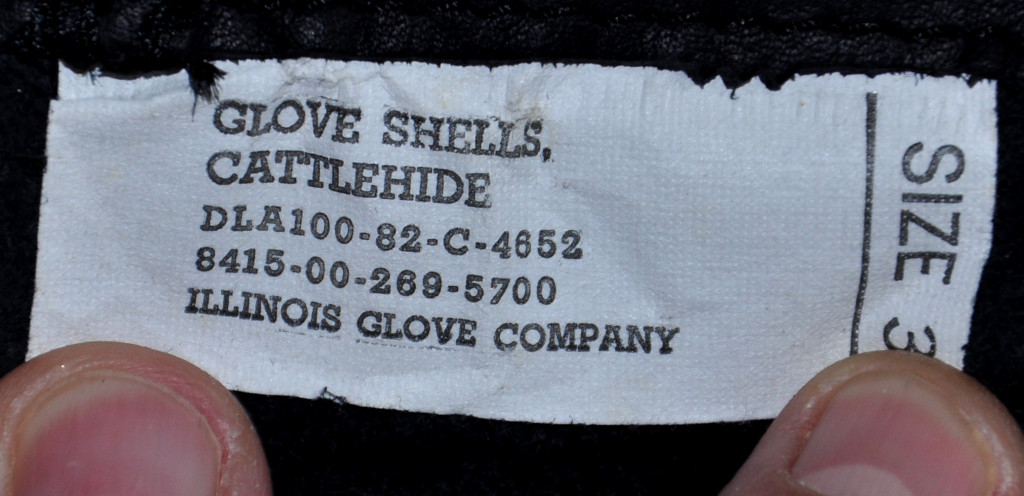 GLOVE SHELLS,
CATTLEHIDE
DLA100-82-C-4652
8415-00-269-5700
ILLINOIS GLOVE COMPANY
SIZE 3